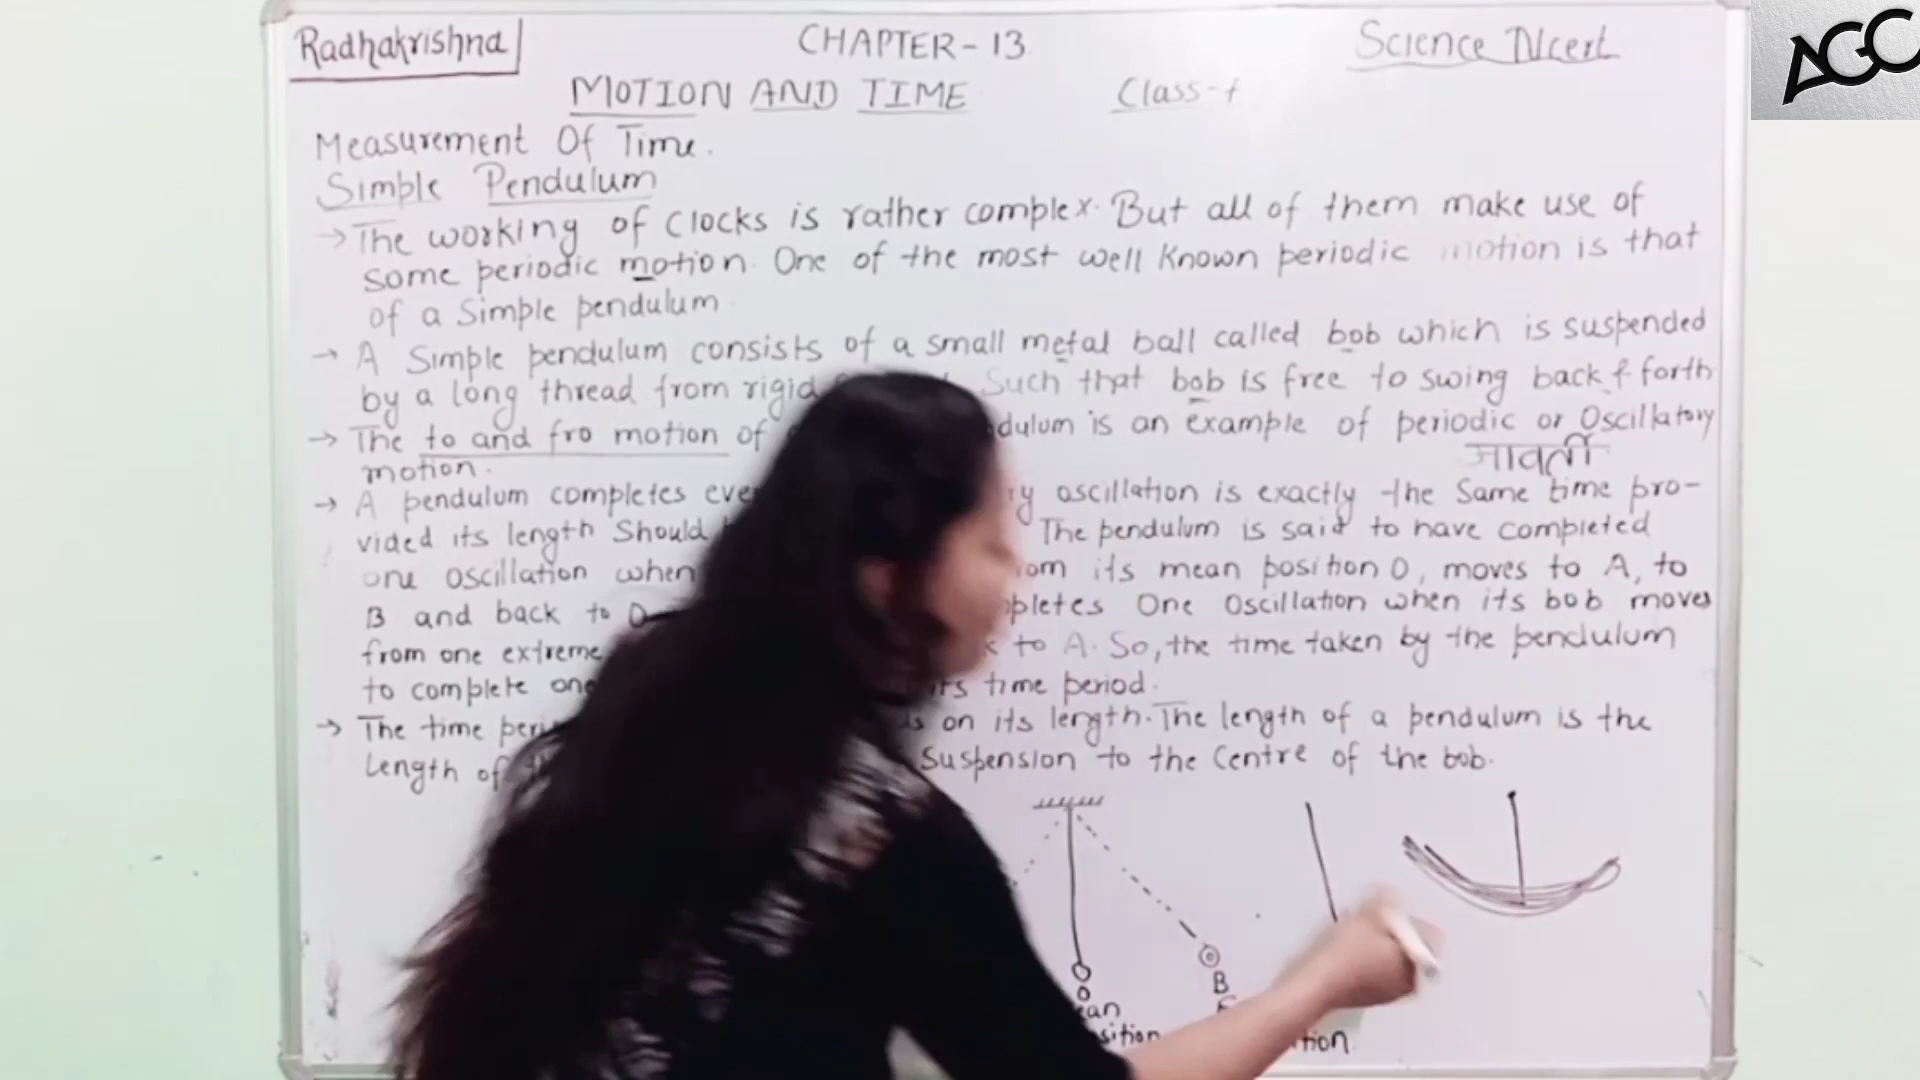 Radhakrishna
CHAPTER-13
Science Ncert
AGC
MOTION AND TIME
Class-7
Measurement Of Time.
Simple Pendulum
→ The working of clocks is rather complex. But all of them make use of
some periodic motion. One of the most well known periodic motion is that
of a simple pendulum.
→ A simple pendulum consists of a small metal ball called bob which is suspended
by a long thread from rigid Such that bob is free to swing back & forth
→ The to and fro motion of dulum is an example of periodic or Oscillatory
motion.
→ A pendulum completes eve ry oscillation is exactly the same time pro-
vided its length should The pendulum is said to have completed
one oscillation when om its mean position O, moves to A, to
B and back to O pletes One Oscillation when its bob moves
from one extreme to A. So, the time taken by the pendulum
to complete one its time period.
→ The time peri s on its length. The length of a pendulum is the
length of suspension to the centre of the bob.
O
B
ean
sition
tion.